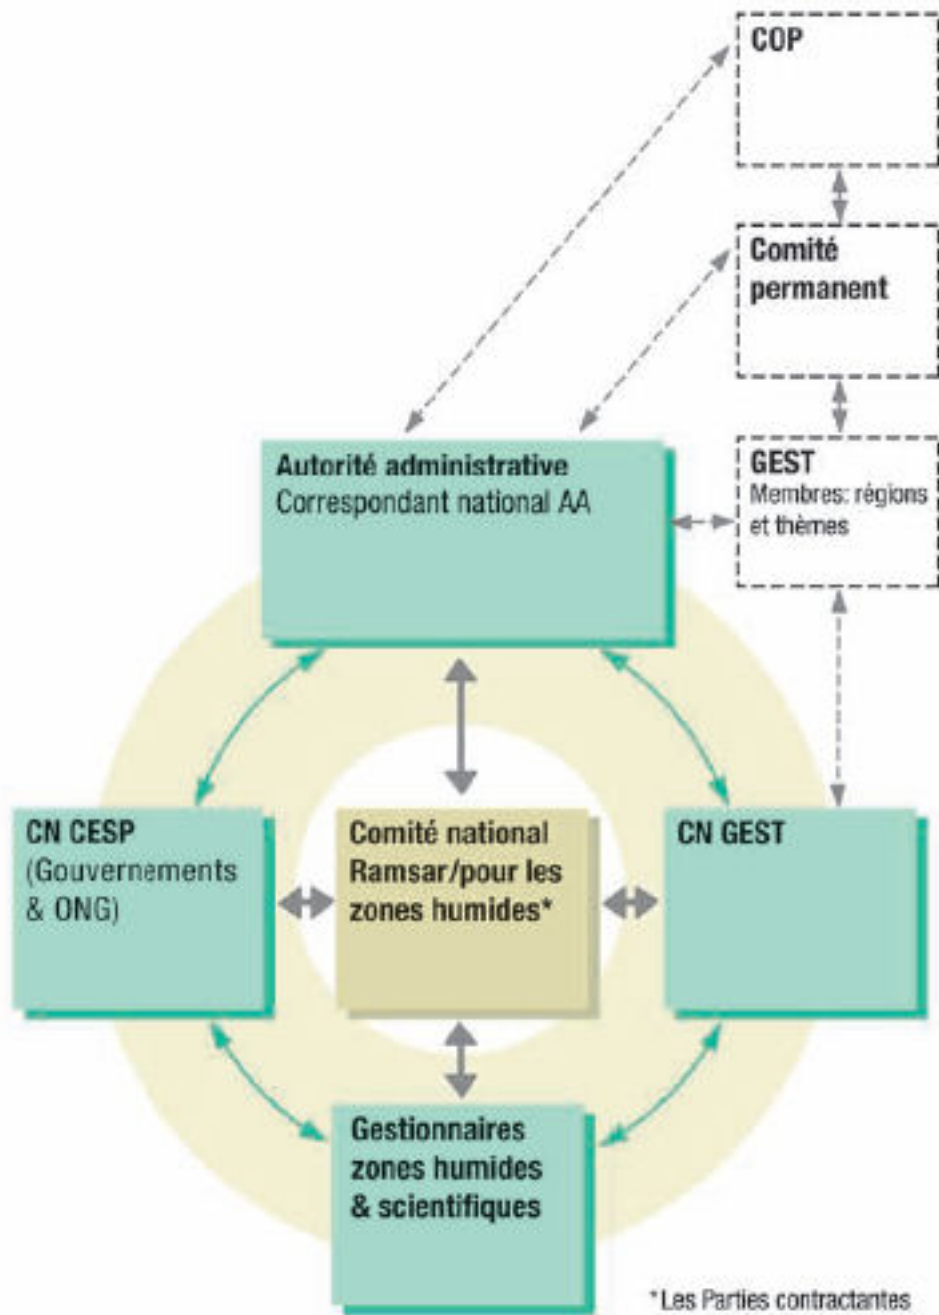 COP
Comité
permanent
GEST
Membres: régions
et thèmes
Autorité administrative
Correspondant national AA
CN CESP
(Gouvernements
& ONG)
Comité national
Ramsar/pour les
zones humides*
CN GEST
Gestionnaires
zones humides
& scientifiques
*Les Parties contractantes